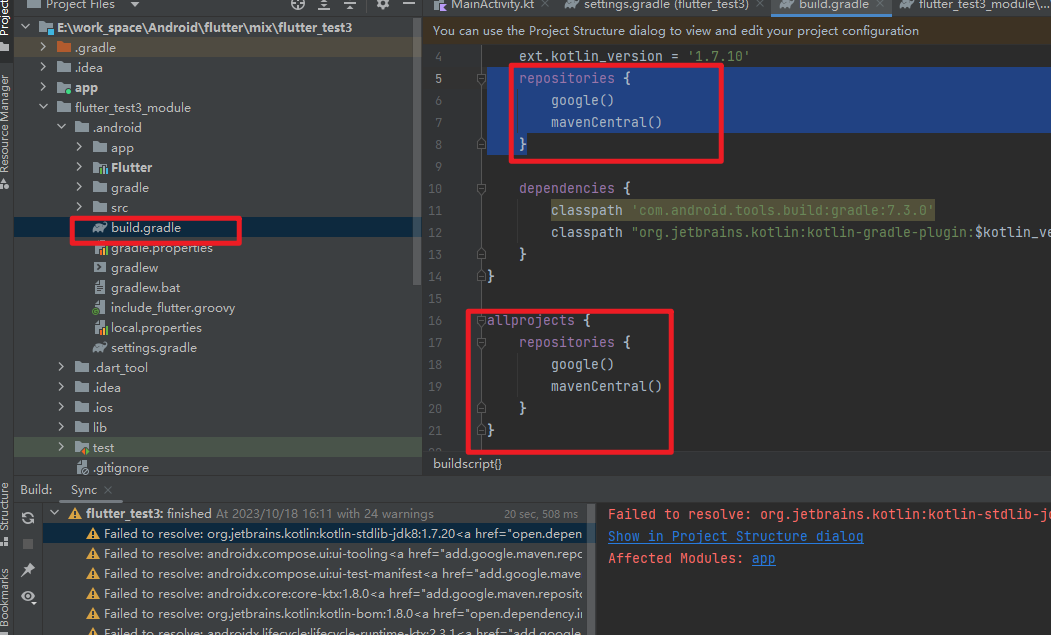 Project
Resource Manager
Structure
Bookmarks
Project Files
E:\work_space\Android\flutter\mix\flutter_test3
.gradle
.idea
app
flutter_test3_module
.android
app
Flutter
gradle
src
build.gradle
gradle.properties
gradlew
gradlew.bat
include_flutter.groovy
local.properties
settings.gradle
.dart_tool
.idea
.ios
lib
test
.gitignore
MainActivity.kt
settings.gradle (flutter_test3)
build.gradle
flutter_test3_module\...
You can use the Project Structure dialog to view and edit your project configuration
4 ext.kotlin_version = '1.7.10'
5 repositories {
6 google()
7 mavenCentral()
8 }
9
10 dependencies {
11 classpath 'com.android.tools.build:gradle:7.3.0'
12 classpath "org.jetbrains.kotlin:kotlin-gradle-plugin:$kotlin_ve
13 }
14 }
15
16 allprojects {
17 repositories {
18 google()
19 mavenCentral()
20 }
21 }
buildscript{}
Build: Sync
flutter_test3: finished At 2023/10/18 16:11 with 24 warnings 20 sec, 508 ms
Failed to resolve: org.jetbrains.kotlin:kotlin-stdlib-jdk8:1.7.20<a href="open.depen
Failed to resolve: androidx.compose.ui:ui-tooling<a href="add.google.maven.repo
Failed to resolve: androidx.compose.ui:ui-test-manifest<a href="add.google.mave
Failed to resolve: androidx.core:core-ktx:1.8.0<a href="add.google.maven.reposito
Failed to resolve: org.jetbrains.kotlin:kotlin-bom:1.8.0<a href="open.dependency.in
Failed to resolve: androidx.lifecycle:lifecycle-runtime-ktx:2.3.1<a href="add.google
Failed to resolve: org.jetbrains.kotlin:kotlin-stdlib-jd
Show in Project Structure dialog
Affected Modules: app